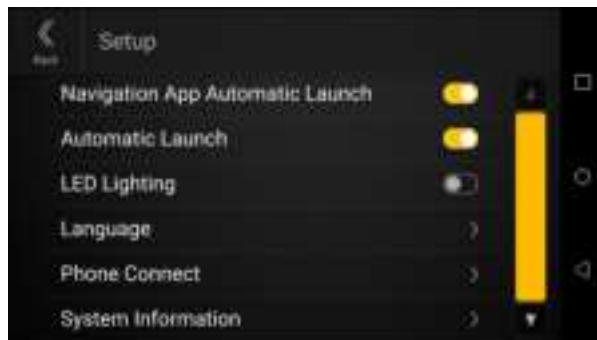 Back
Setup
Navigation App Automatic Launch
Automatic Launch
LED Lighting
Language
Phone Connect
System Information